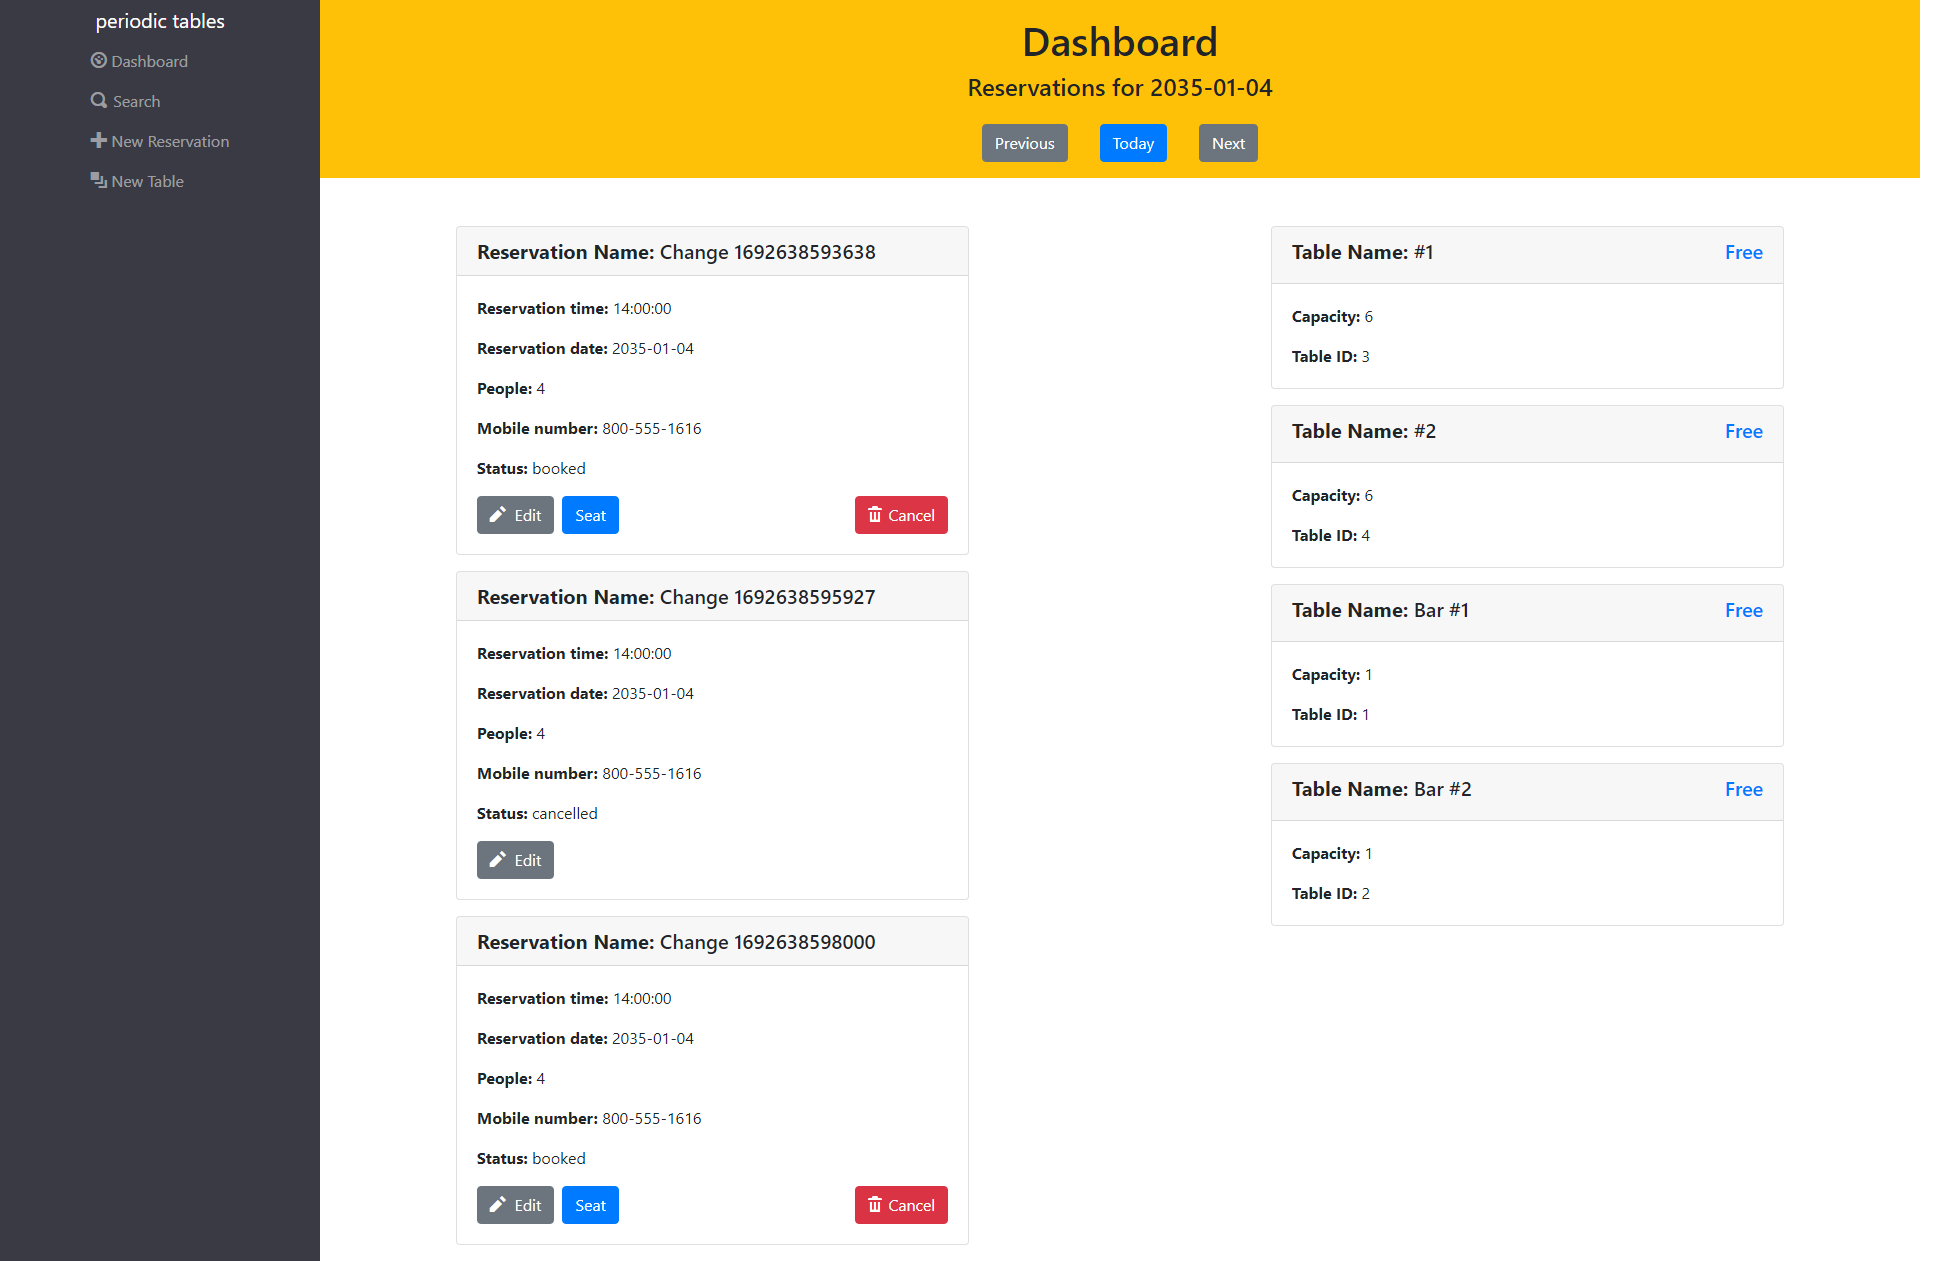 periodic tables
Dashboard
Search
New Reservation
New Table
Dashboard
Reservations for 2035-01-04
Previous Today Next
Reservation Name: Change 1692638593638
Reservation time: 14:00:00
Reservation date: 2035-01-04
People: 4
Mobile number: 800-555-1616
Status: booked
Edit Seat Cancel
Reservation Name: Change 1692638595927
Reservation time: 14:00:00
Reservation date: 2035-01-04
People: 4
Mobile number: 800-555-1616
Status: cancelled
Edit
Reservation Name: Change 1692638598000
Reservation time: 14:00:00
Reservation date: 2035-01-04
People: 4
Mobile number: 800-555-1616
Status: booked
Edit Seat Cancel
Table Name: #1 Free
Capacity: 6
Table ID: 3
Table Name: #2 Free
Capacity: 6
Table ID: 4
Table Name: Bar #1 Free
Capacity: 1
Table ID: 1
Table Name: Bar #2 Free
Capacity: 1
Table ID: 2